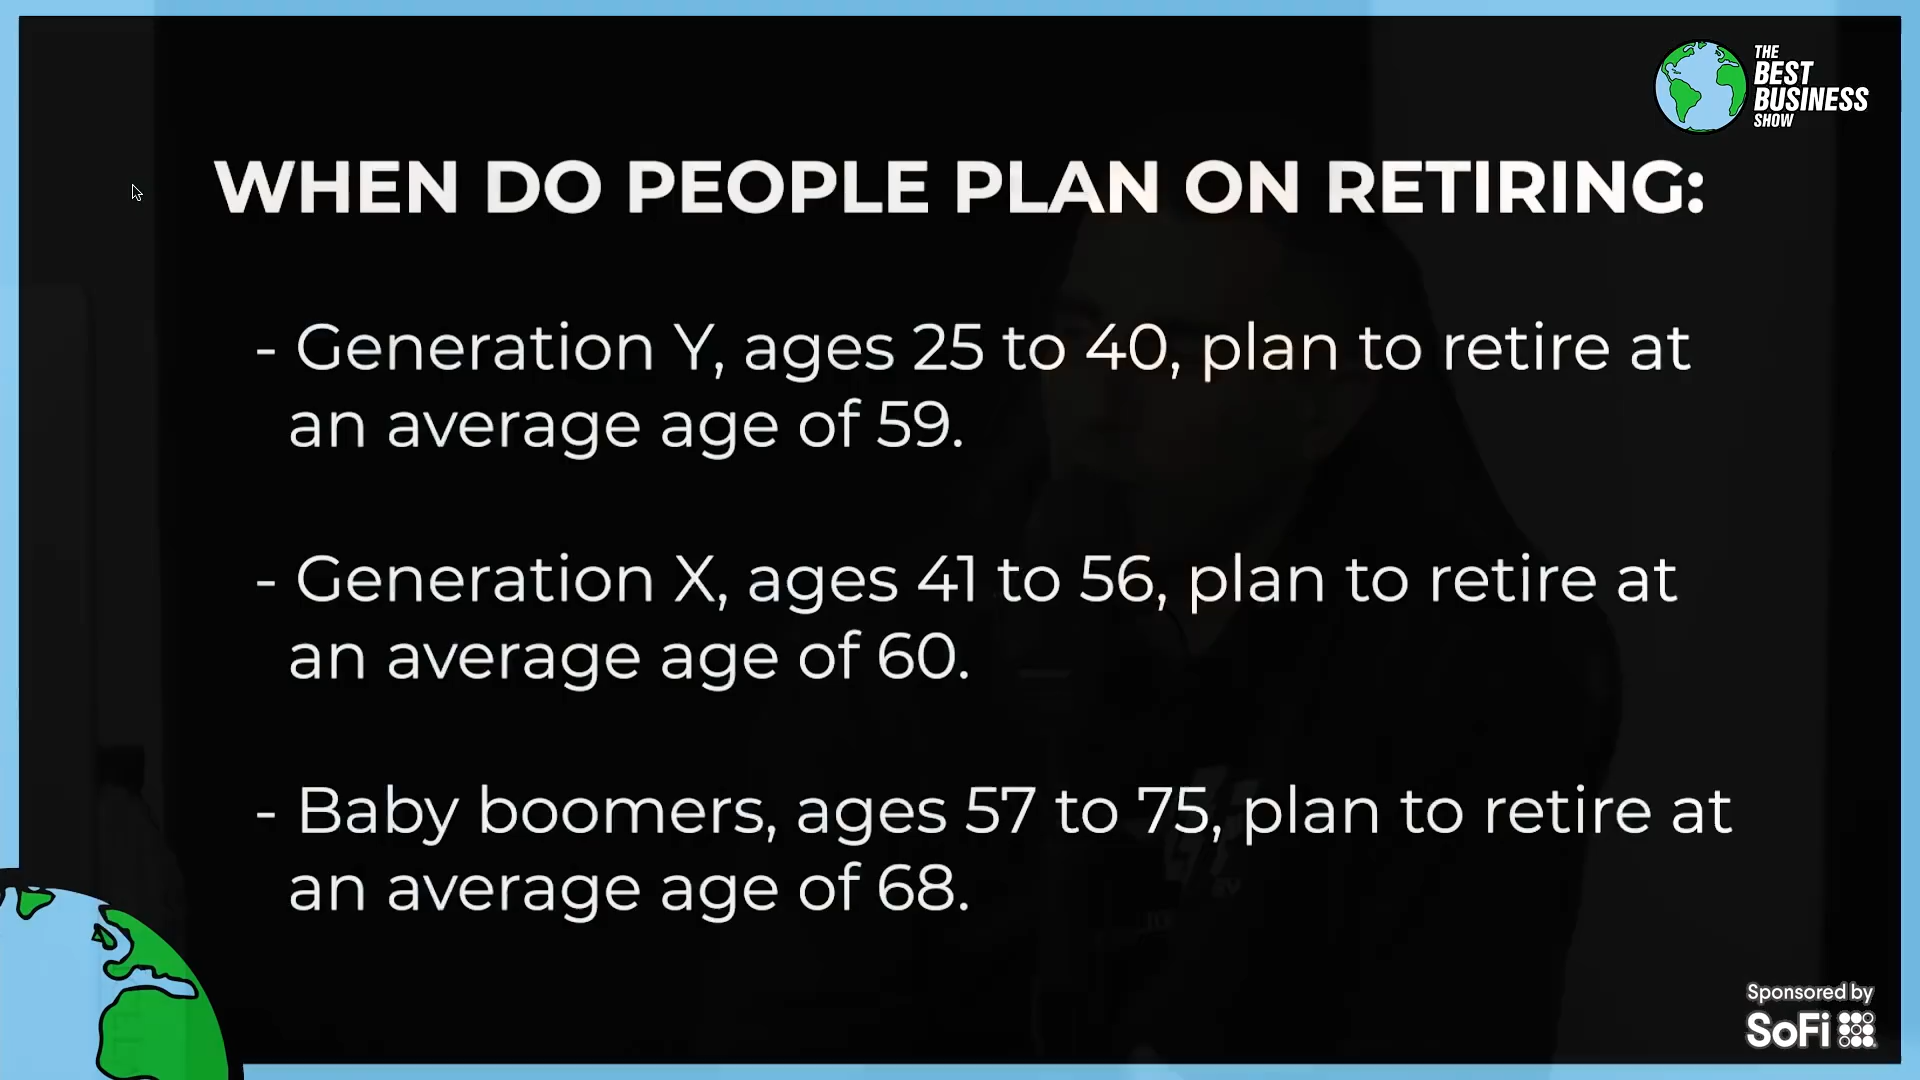 THE
BEST
BUSINESS
SHOW
WHEN DO PEOPLE PLAN ON RETIRING:
- Generation Y, ages 25 to 40, plan to retire at
an average age of 59.
- Generation X, ages 41 to 56, plan to retire at
an average age of 60.
- Baby boomers, ages 57 to 75, plan to retire at
an average age of 68.
Sponsored by
SoFi